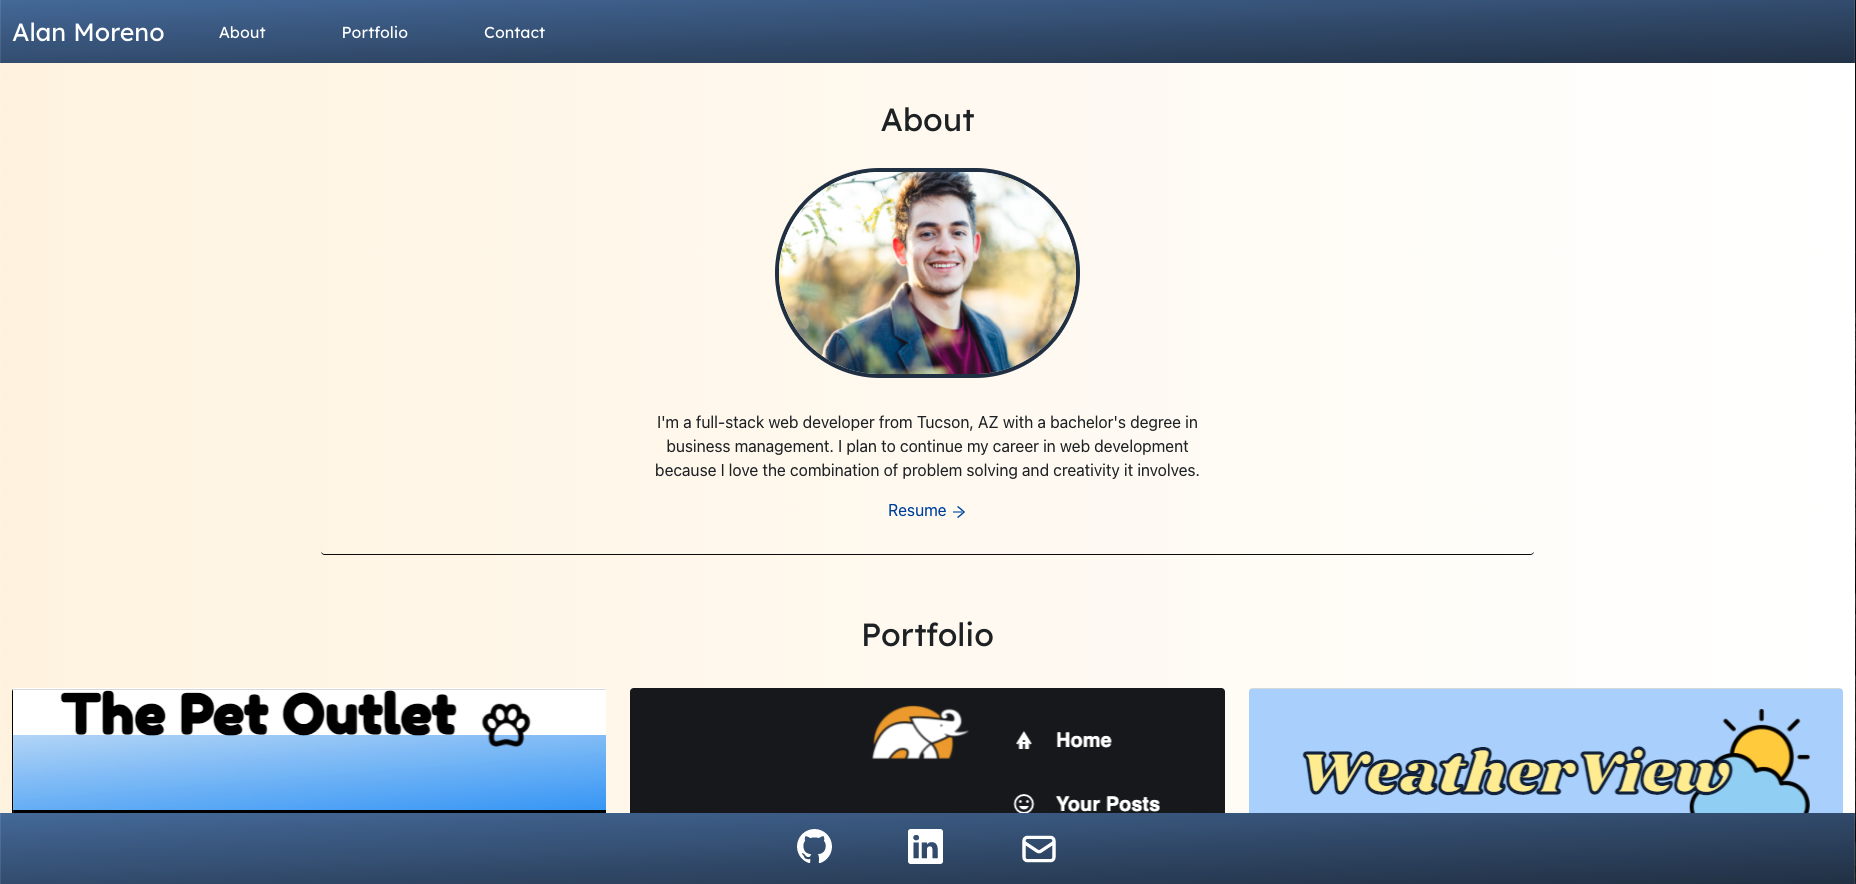 Alan Moreno About Portfolio Contact
About
I'm a full-stack web developer from Tucson, AZ with a bachelor's degree in
business management. I plan to continue my career in web development
because I love the combination of problem solving and creativity it involves.
Resume →
Portfolio
The Pet Outlet
Home
Your Posts
WeatherView
in